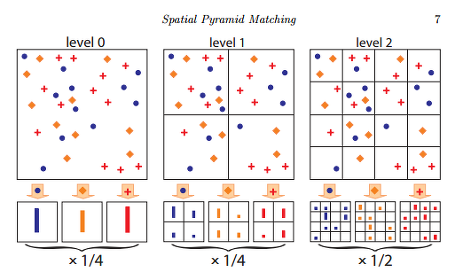 Spatial Pyramid Matching 7
level 0 level 1 level 2
× 1/4 × 1/4 × 1/2